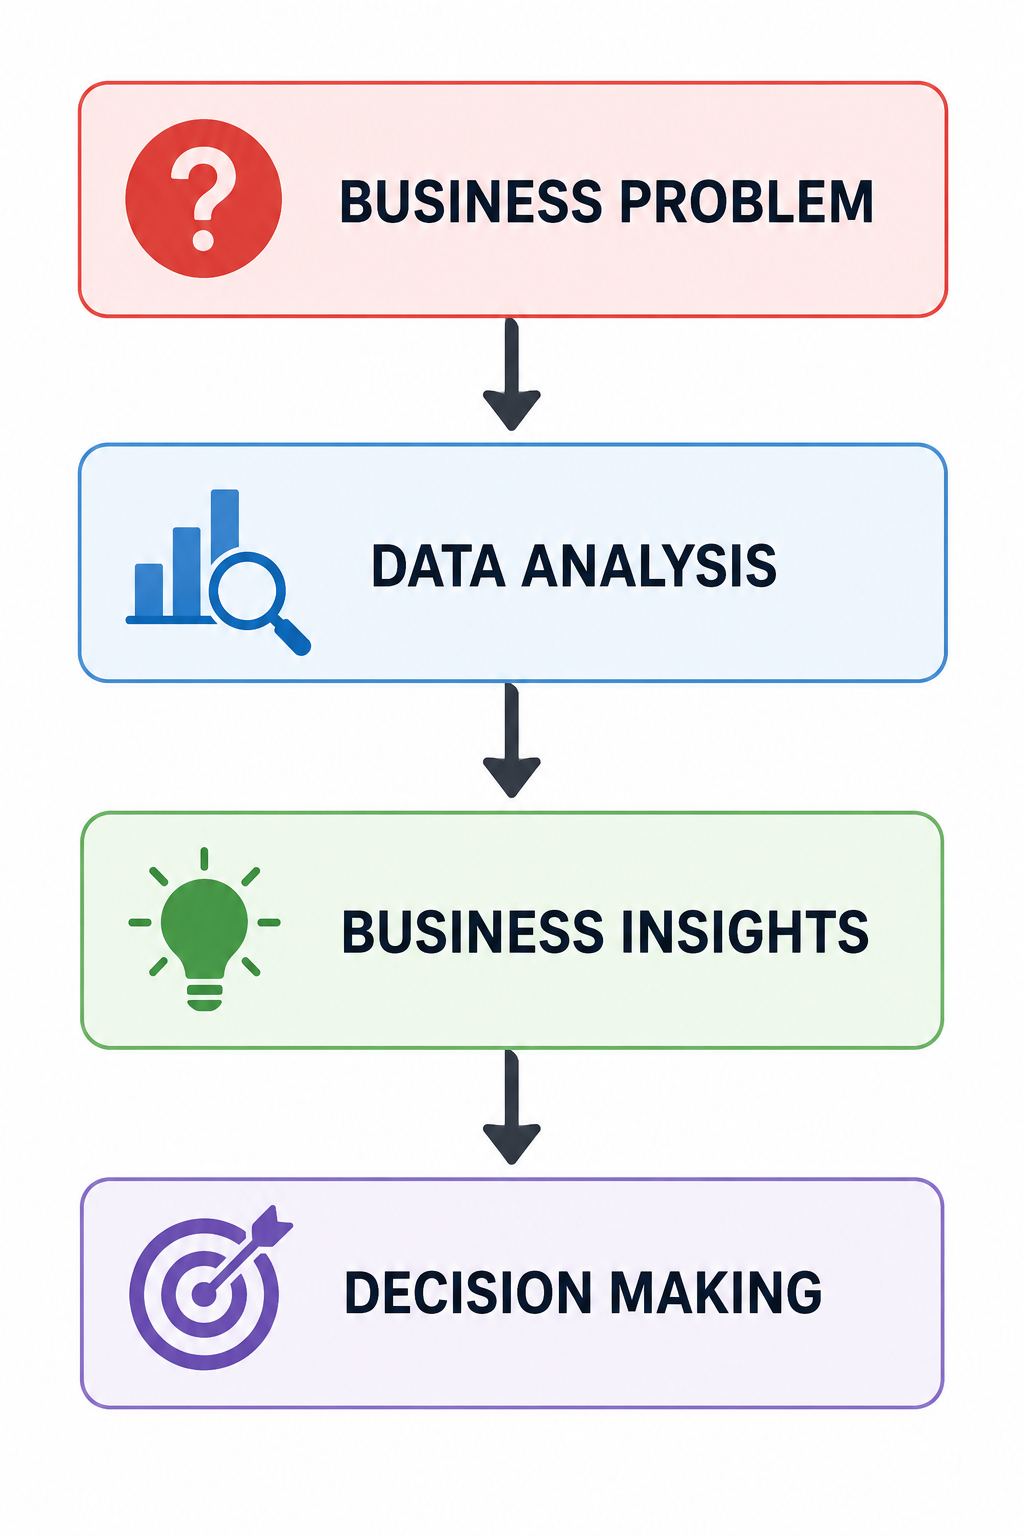 BUSINESS PROBLEM
DATA ANALYSIS
BUSINESS INSIGHTS
DECISION MAKING